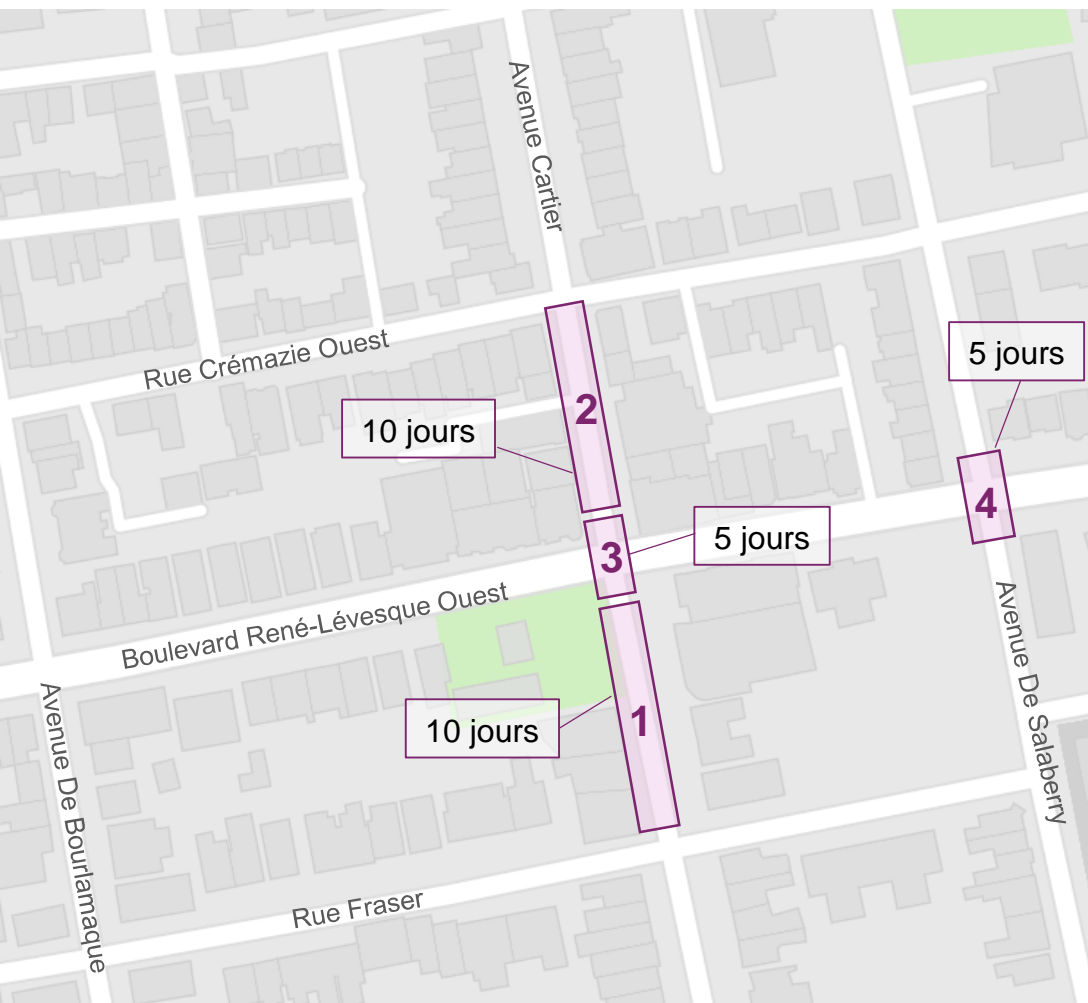 Avenue Cartier
Rue Crémazie Ouest
5 jours
2
10 jours
4
3
5 jours
Boulevard René-Lévesque Ouest
Avenue De Salaberry
10 jours
1
Avenue De Bourlamaque
Rue Fraser